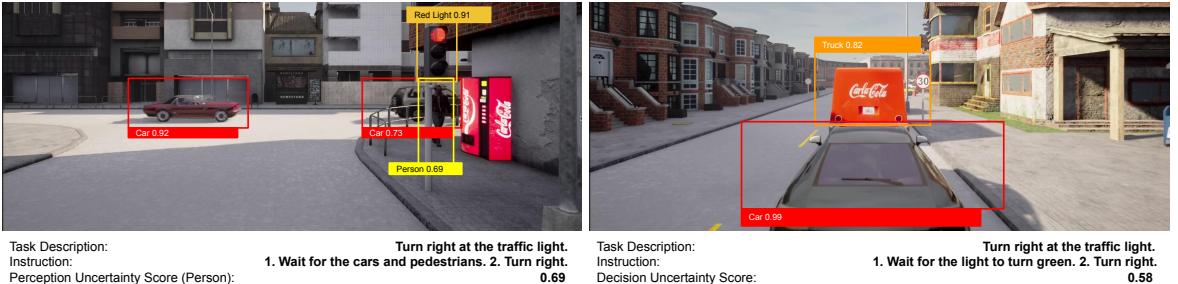 Red Light 0.91
Car 0.92
Car 0.73
Person 0.69
Coca-Cola
Task Description: Turn right at the traffic light.
Instruction: 1. Wait for the cars and pedestrians. 2. Turn right.
Perception Uncertainty Score (Person): 0.69
Truck 0.82
30
Carla Cola
Car 0.99
Task Description: Turn right at the traffic light.
Instruction: 1. Wait for the light to turn green. 2. Turn right.
Decision Uncertainty Score: 0.58